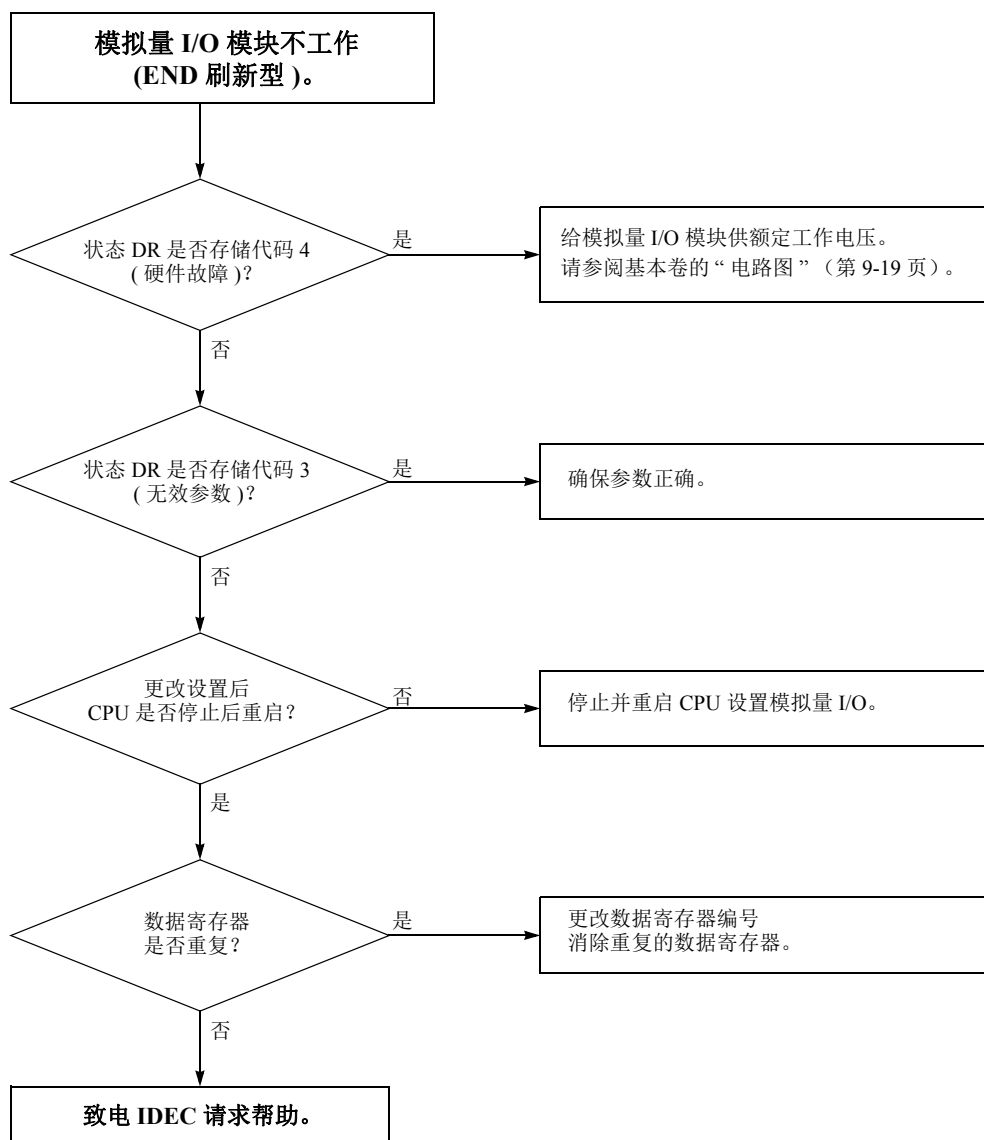 模拟量 I/O 模块不工作
(END 刷新型 )。
状态 DR 是否存储代码 4
( 硬件故障 )?
是
给模拟量 I/O 模块供额定工作电压。
请参阅基本卷的 “ 电路图 ” （第 9-19 页）。
否
状态 DR 是否存储代码 3
( 无效参数 )?
是
确保参数正确。
否
更改设置后
CPU 是否停止后重启？
否
停止并重启 CPU 设置模拟量 I/O。
是
数据寄存器
是否重复？
是
更改数据寄存器编号
消除重复的数据寄存器。
否
致电 IDEC 请求帮助。